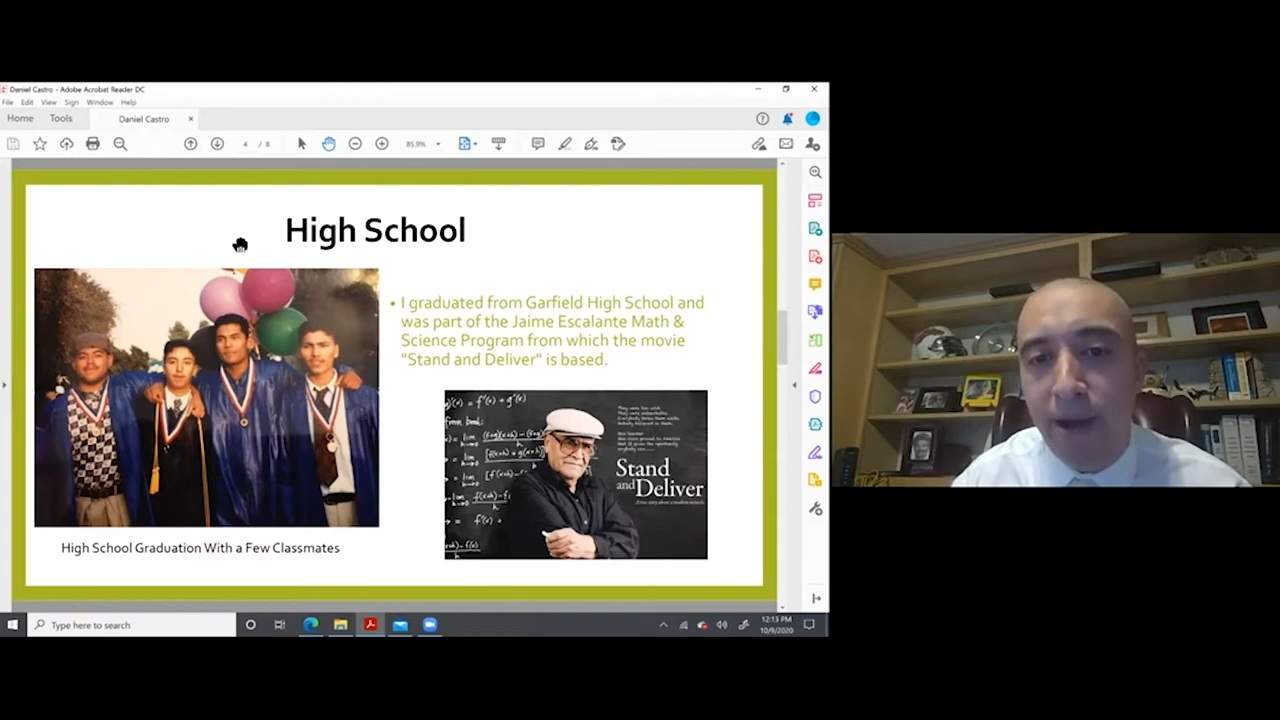 Daniel Castro - Adobe Acrobat Reader DC
File Edit View Sign Window Help
Home Tools Daniel Castro ×
4 / 8 85.9%
High School
• I graduated from Garfield High School and
was part of the Jaime Escalante Math &
Science Program from which the movie
"Stand and Deliver" is based.
Stand
and Deliver
High School Graduation With a Few Classmates
Type here to search
12:13 PM
10/9/2020